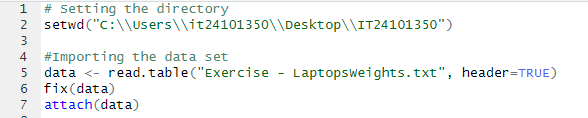 1 # Setting the directory
2 setwd("C:\\Users\\it24101350\\Desktop\\IT24101350")
3
4 #Importing the data set
5 data <- read.table("Exercise - LaptopsWeights.txt", header=TRUE)
6 fix(data)
7 attach(data)